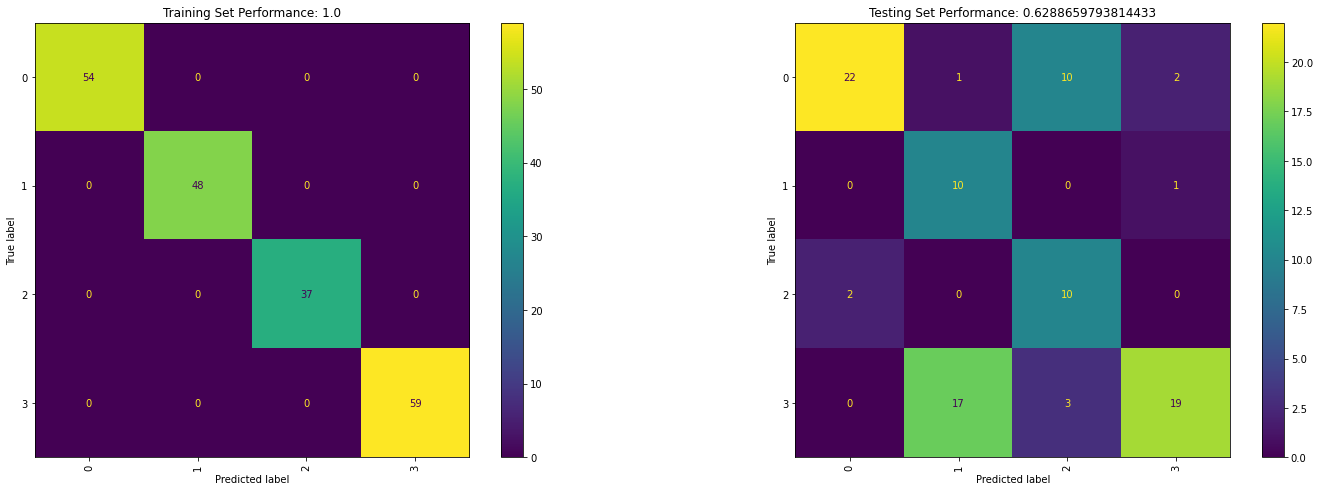 Training Set Performance: 1.0
0
1
2
3
True label
54 0 0 0
0 48 0 0
0 0 37 0
0 0 0 59
0 1 2 3
Predicted label
50
40
30
20
10
0
Testing Set Performance: 0.6288659793814433
0
1
2
3
True label
22 1 10 2
0 10 0 1
2 0 10 0
0 17 3 19
0 1 2 3
Predicted label
20.0
17.5
15.0
12.5
10.0
7.5
5.0
2.5
0.0